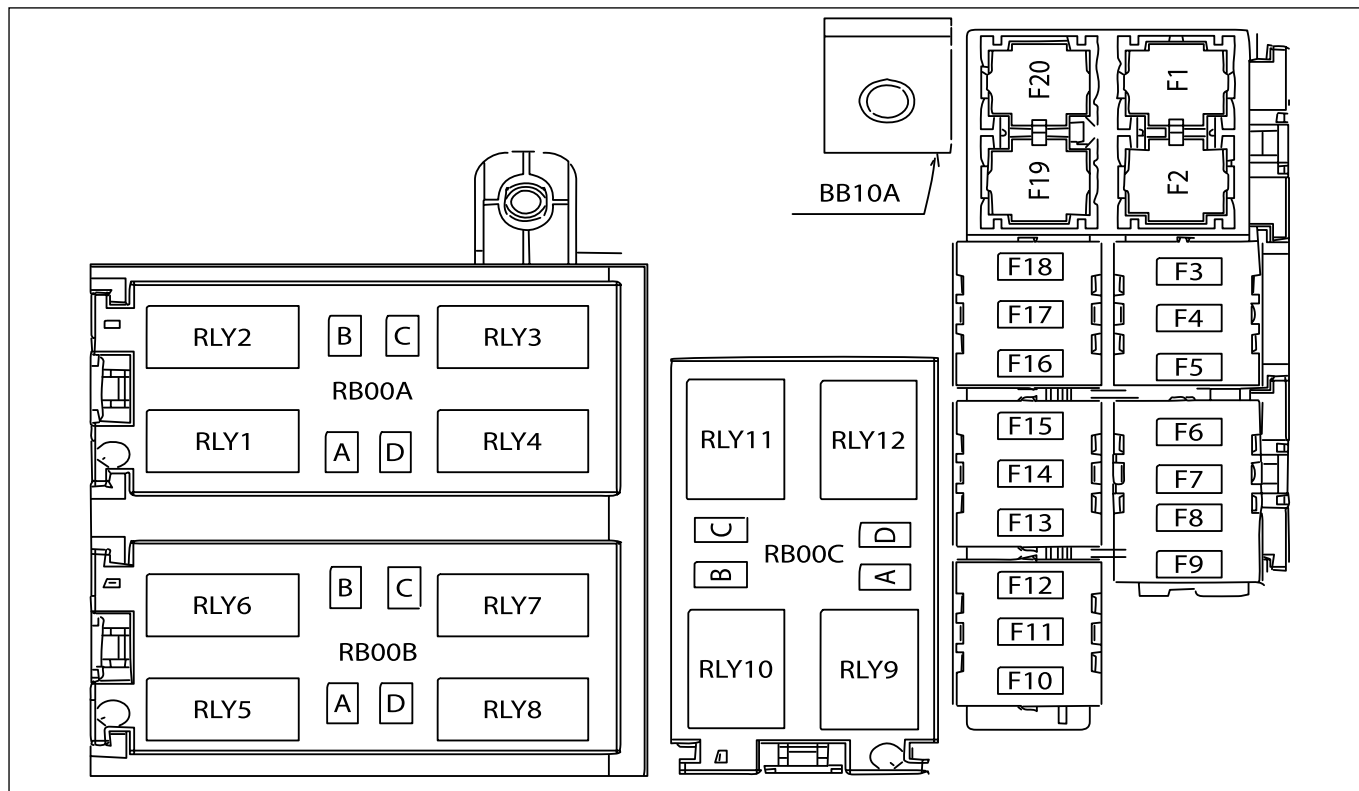 F20
F1
F19
F2
BB10A
F18
F3
F17
F4
F16
F5
RLY2
B
C
RLY3
RB00A
RLY1
A
D
RLY4
RLY6
B
C
RLY7
RB00B
RLY5
A
D
RLY8
RLY11
RLY12
C
D
RB00C
B
A
RLY10
RLY9
F15
F6
F14
F7
F13
F8
F9
F12
F11
F10